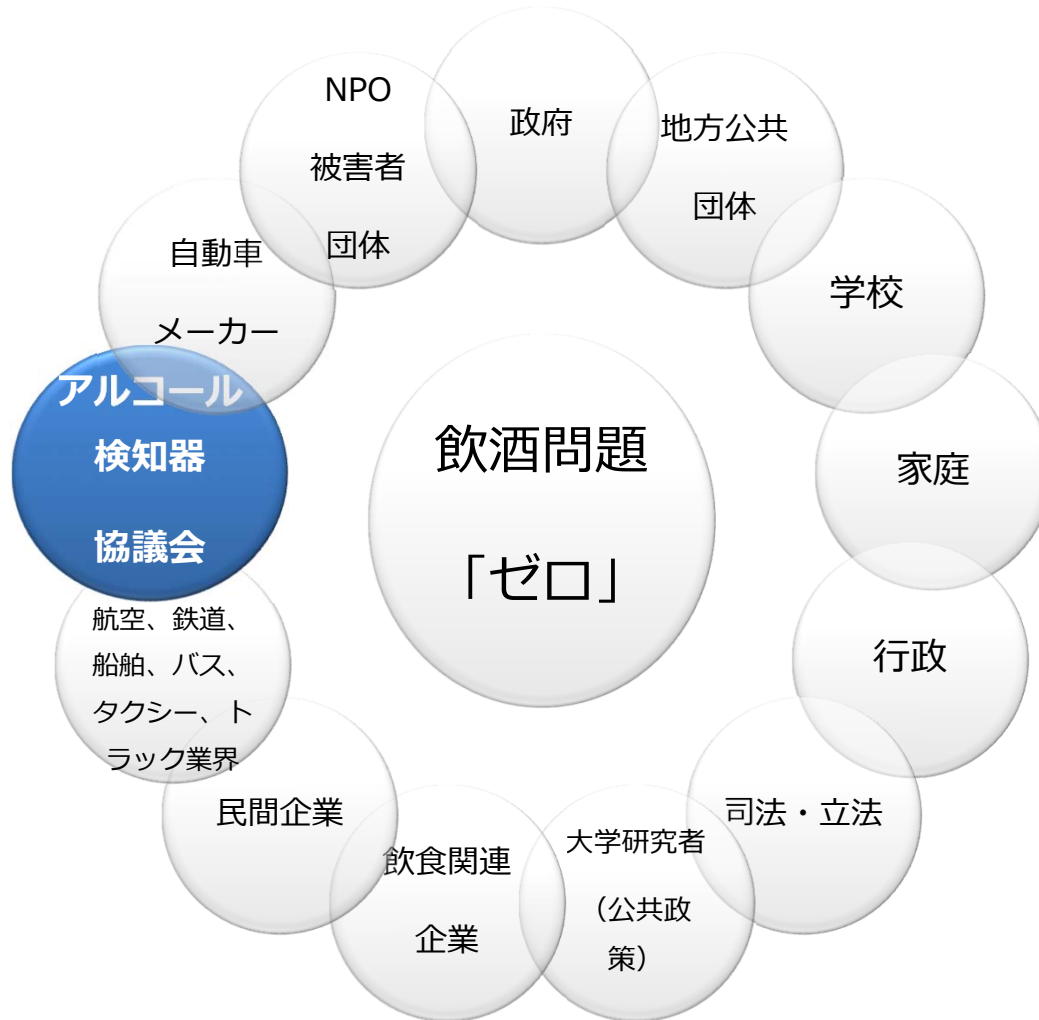 政府
地方公共
団体
学校
家庭
行政
司法・立法
大学研究者
（公共政
策）
飲食関連
企業
民間企業
航空、鉄道、
船舶、バス、
タクシー、ト
ラック業界
アルコール
検知器
協議会
自動車
メーカー
NPO
被害者
団体
飲酒問題
「ゼロ」